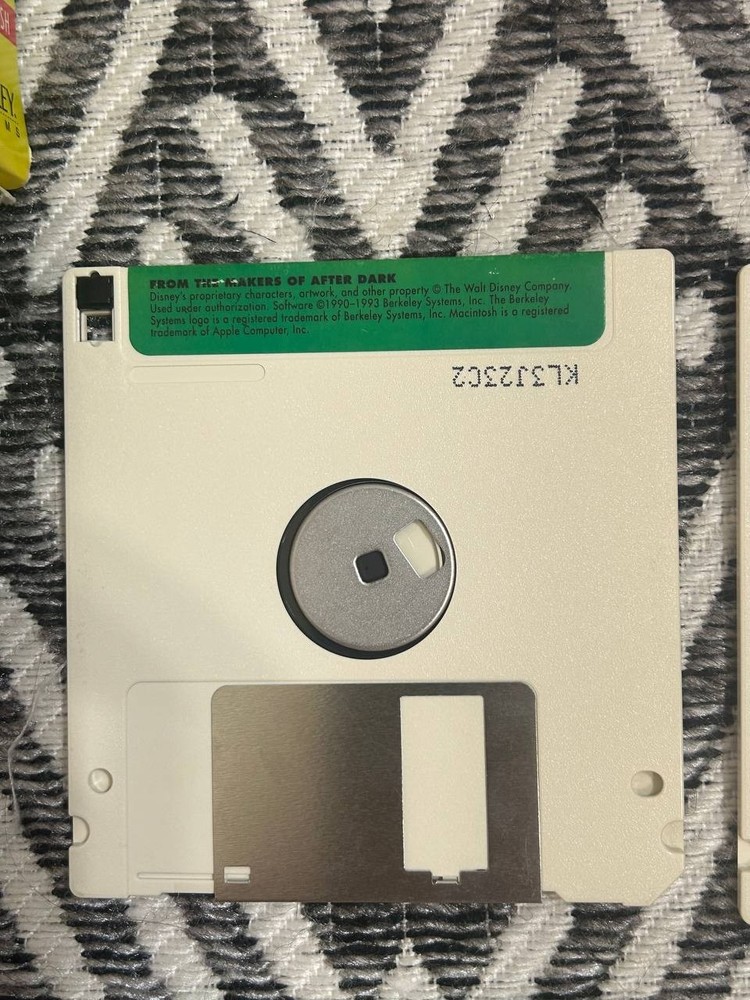 SH
EY.
M S
FROM THE MAKERS OF AFTER DARK
Disney's proprietary characters, artwork, and other property © The Walt Disney Company.
Used under authorization. Software ©1990–1993 Berkeley Systems, Inc. The Berkeley
Systems logo is a registered trademark of Berkeley Systems, Inc. Macintosh is a registered
trademark of Apple Computer, Inc.
KL3J23C2